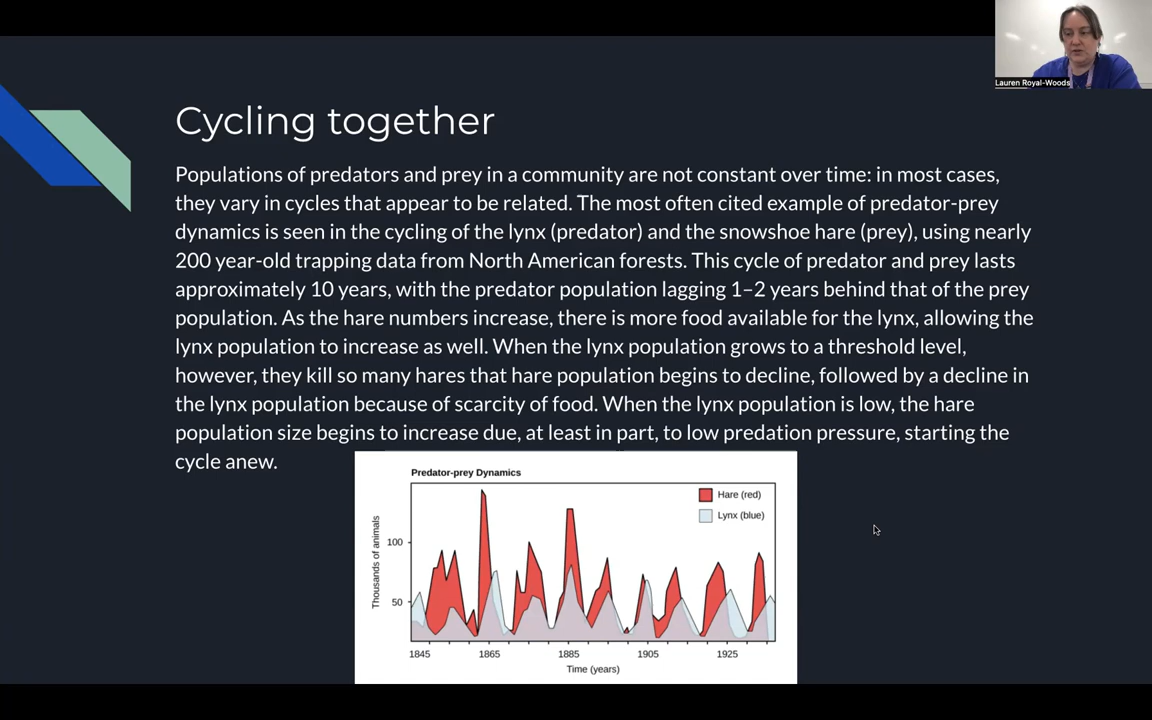 Lauren Royal-Woods
Cycling together
Populations of predators and prey in a community are not constant over time: in most cases,
they vary in cycles that appear to be related. The most often cited example of predator-prey
dynamics is seen in the cycling of the lynx (predator) and the snowshoe hare (prey), using nearly
200 year-old trapping data from North American forests. This cycle of predator and prey lasts
approximately 10 years, with the predator population lagging 1–2 years behind that of the prey
population. As the hare numbers increase, there is more food available for the lynx, allowing the
lynx population to increase as well. When the lynx population grows to a threshold level,
however, they kill so many hares that hare population begins to decline, followed by a decline in
the lynx population because of scarcity of food. When the lynx population is low, the hare
population size begins to increase due, at least in part, to low predation pressure, starting the
cycle anew.
Predator-prey Dynamics
Hare (red)
Lynx (blue)
Thousands of animals
100
50
1845 1865 1885 1905 1925
Time (years)